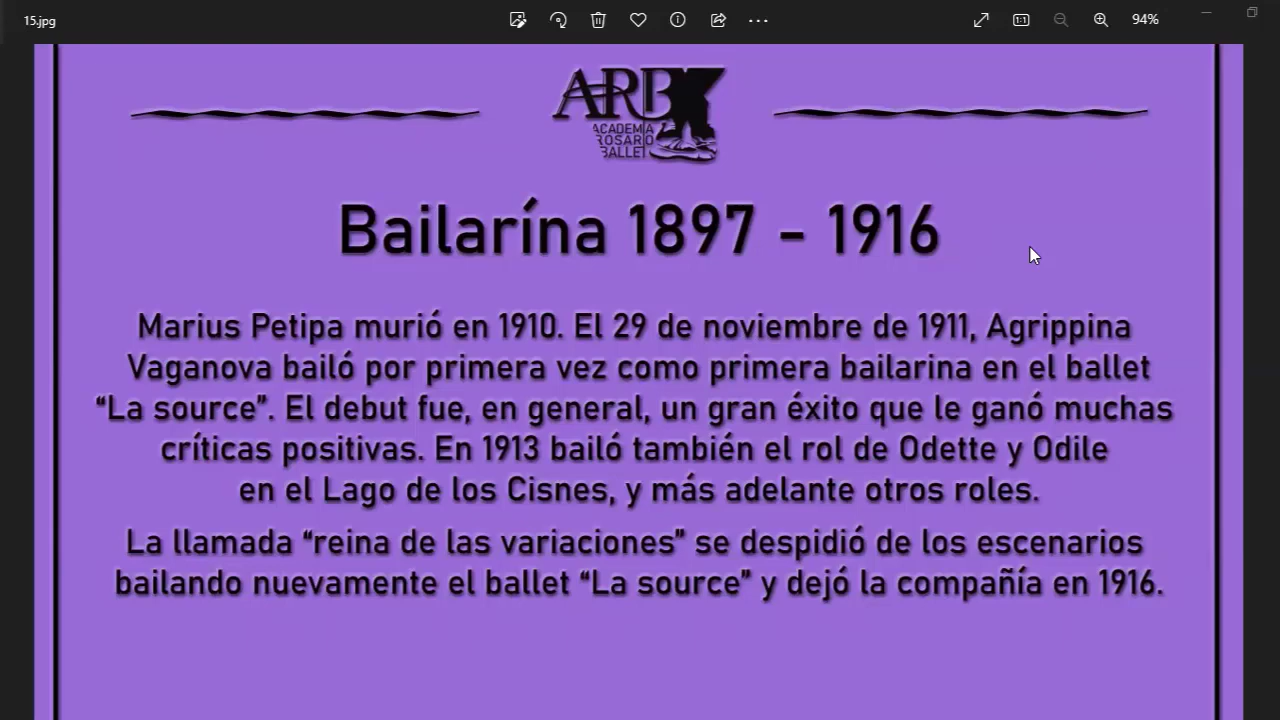 15.jpg
94%
ARB
ACADEMIA
ROSARIO
BALLET
Bailarína 1897 - 1916
Marius Petipa murió en 1910. El 29 de noviembre de 1911, Agrippina
Vaganova bailó por primera vez como primera bailarina en el ballet
“La source”. El debut fue, en general, un gran éxito que le ganó muchas
críticas positivas. En 1913 bailó también el rol de Odette y Odile
en el Lago de los Cisnes, y más adelante otros roles.
La llamada “reina de las variaciones” se despidió de los escenarios
bailando nuevamente el ballet “La source” y dejó la compañía en 1916.